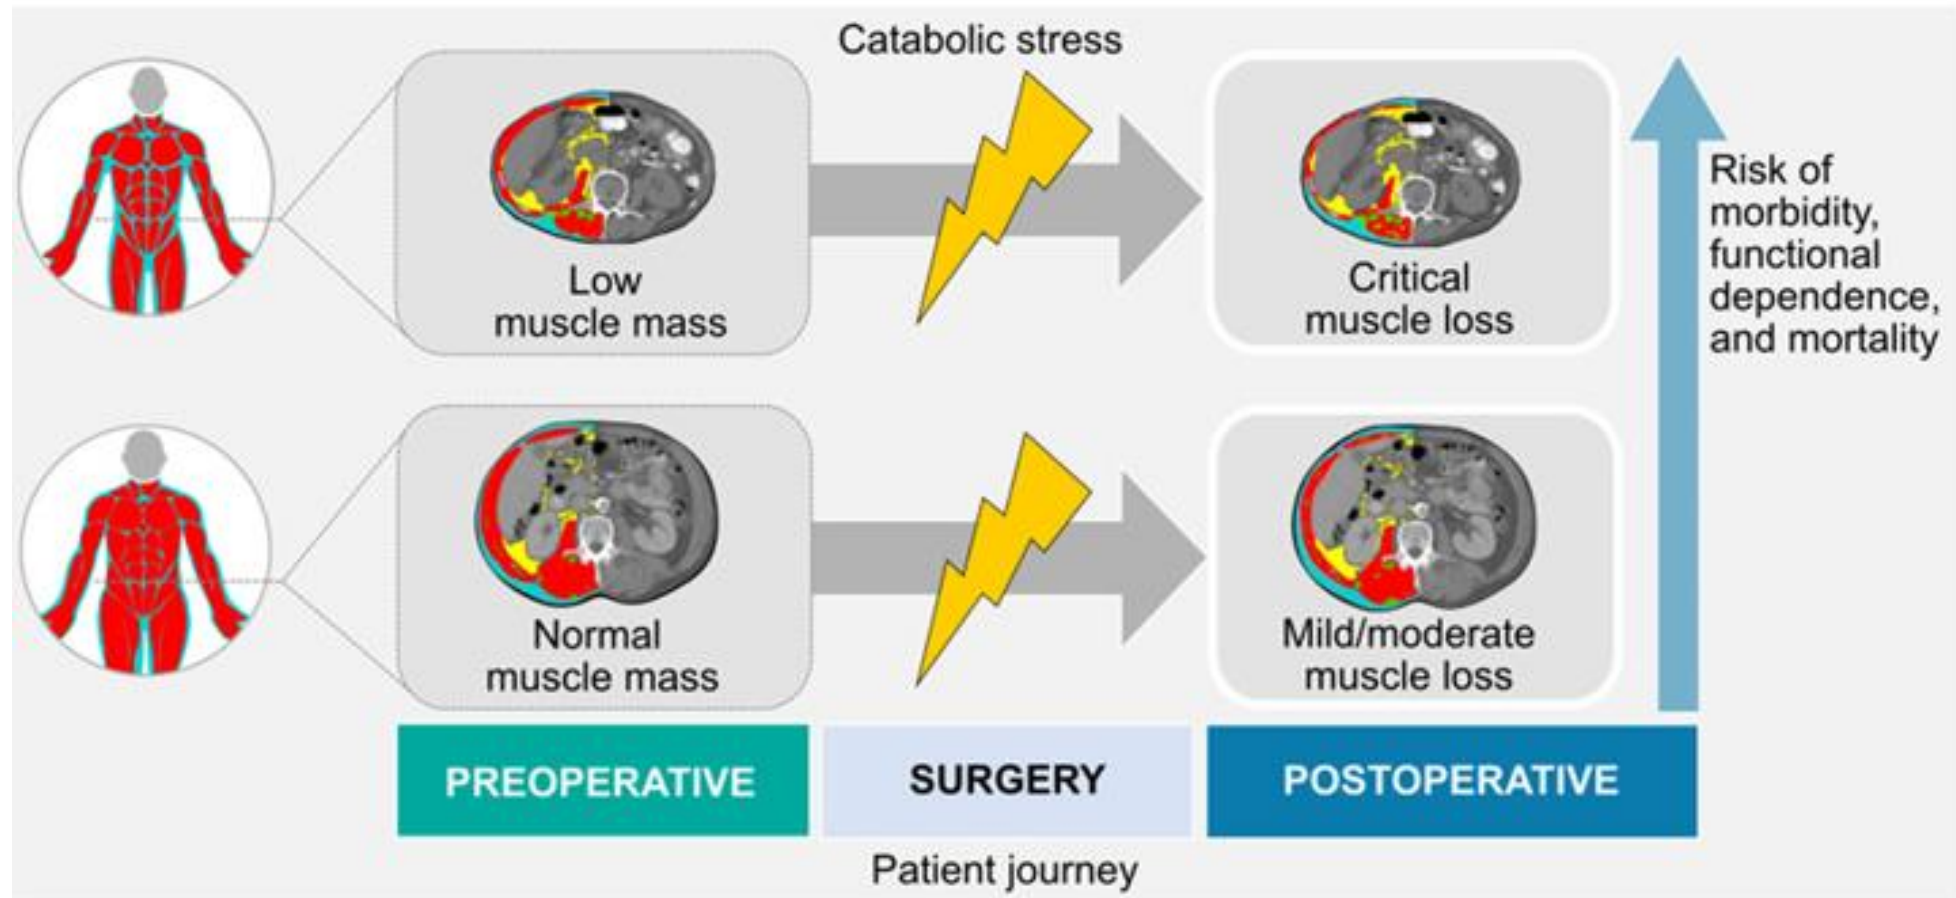 Catabolic stress
Low
muscle mass
Critical
muscle loss
Risk of
morbidity,
functional
dependence,
and mortality
Normal
muscle mass
Mild/moderate
muscle loss
PREOPERATIVE
SURGERY
POSTOPERATIVE
Patient journey